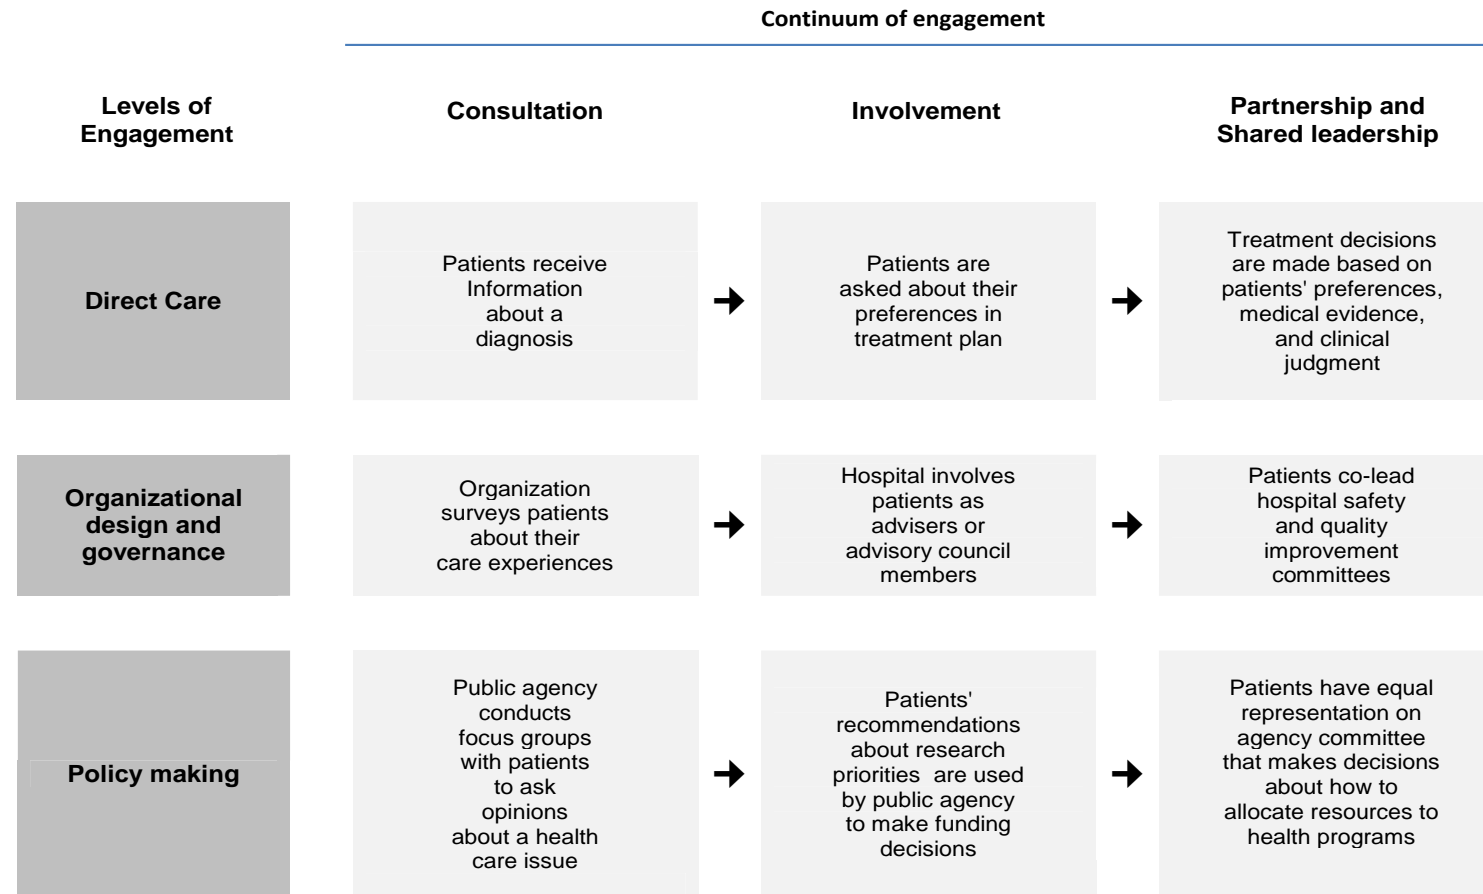 Continuum of engagement
Levels of
Engagement
Consultation
Involvement
Partnership and
Shared leadership
Direct Care
Patients receive
Information
about a
diagnosis
➔
Patients are
asked about their
preferences in
treatment plan
➔
Treatment decisions
are made based on
patients' preferences,
medical evidence,
and clinical
judgment
Organizational
design and
governance
Organization
surveys patients
about their
care experiences
➔
Hospital involves
patients as
advisers or
advisory council
members
➔
Patients co-lead
hospital safety
and quality
improvement
committees
Policy making
Public agency
conducts
focus groups
with patients
to ask
opinions
about a health
care issue
➔
Patients'
recommendations
about research
priorities  are used
by public agency
to make funding
decisions
➔
Patients have equal
representation on
agency committee
that makes decisions
about how to
allocate resources to
health programs